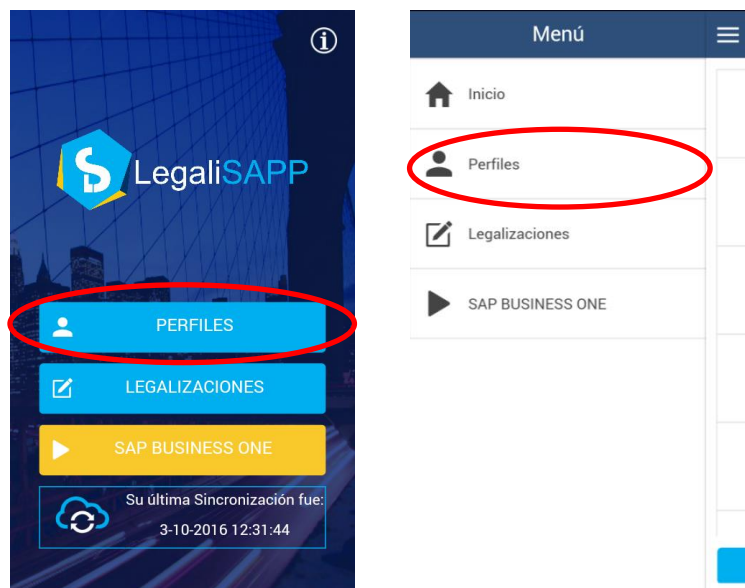 LegaliSAPP
PERFILES
LEGALIZACIONES
SAP BUSINESS ONE
Su última Sincronización fue:
3-10-2016 12:31:44
Menú
Inicio
Perfiles
Legalizaciones
SAP BUSINESS ONE